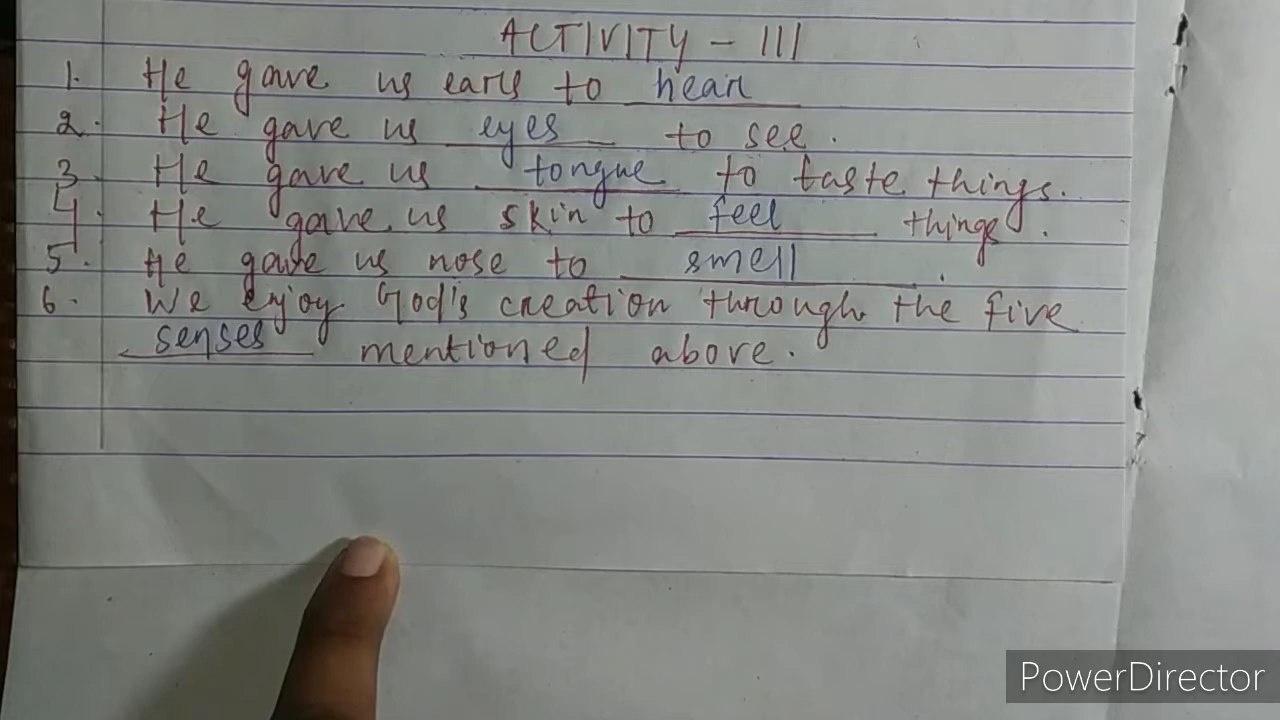 ACTIVITY - III
1. He gave us ears to hear
2. He gave us eyes to see.
3. He gave us tongue to taste things.
4. He gave us skin to feel things.
5. He gave us nose to smell.
6. We enjoy God's creation through the five
senses mentioned above.
PowerDirector